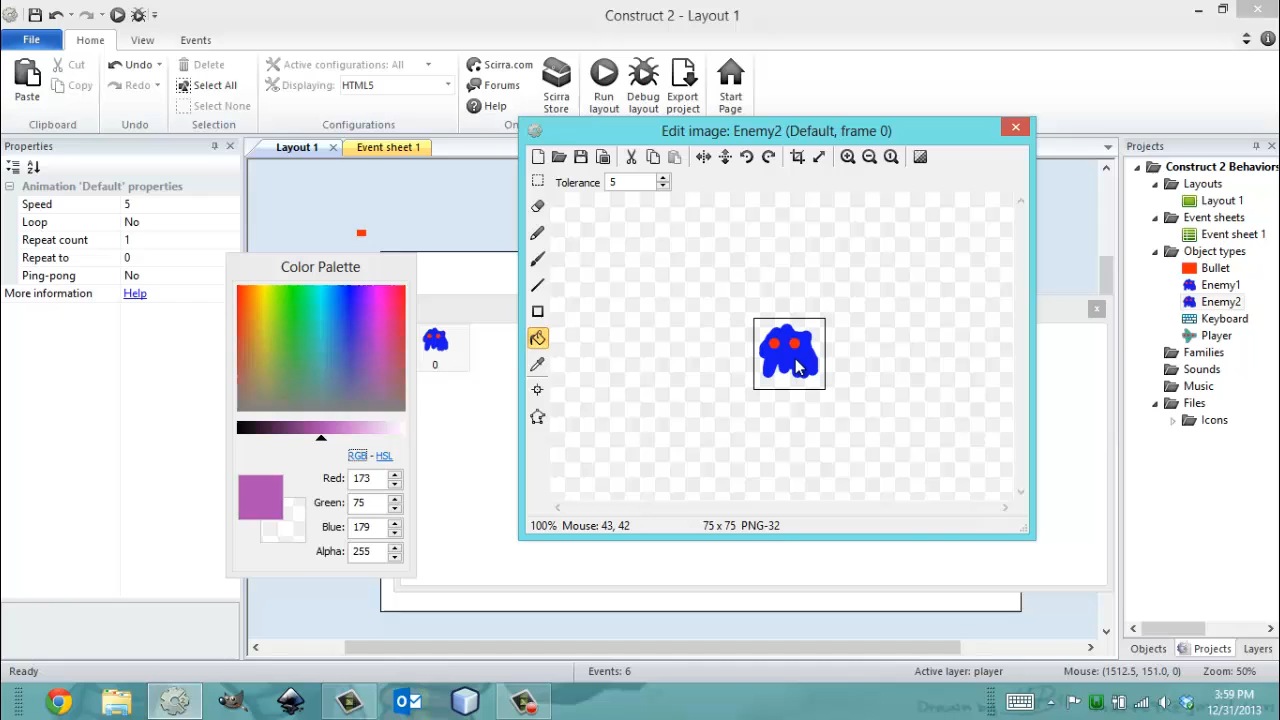 Construct 2 - Layout 1
File
Home
View
Events
Paste
Cut
Copy
Clipboard
Undo
Redo
Undo
Delete
Select All
Select None
Selection
Active configurations: All
Displaying: HTML5
Configurations
Scirra.com
Forums
Help
Scirra Store
Run layout
Debug layout
Export project
Start Page
Properties
Animation 'Default' properties
Speed 5
Loop No
Repeat count 1
Repeat to 0
Ping-pong No
More information Help
Layout 1
Event sheet 1
Color Palette
RGB - HSL
Red: 173
Green: 75
Blue: 179
Alpha: 255
0
Edit image: Enemy2 (Default, frame 0)
Tolerance 5
100% Mouse: 43, 42 75 x 75 PNG-32
Projects
Construct 2 Behaviors
Layouts
Layout 1
Event sheets
Event sheet 1
Object types
Bullet
Enemy1
Enemy2
Keyboard
Player
Families
Sounds
Music
Files
Icons
Objects
Projects
Layers
Ready
Events: 6
Active layer: player
Mouse: (1512.5, 151.0, 0)
Zoom: 50%
3:59 PM
12/31/2013